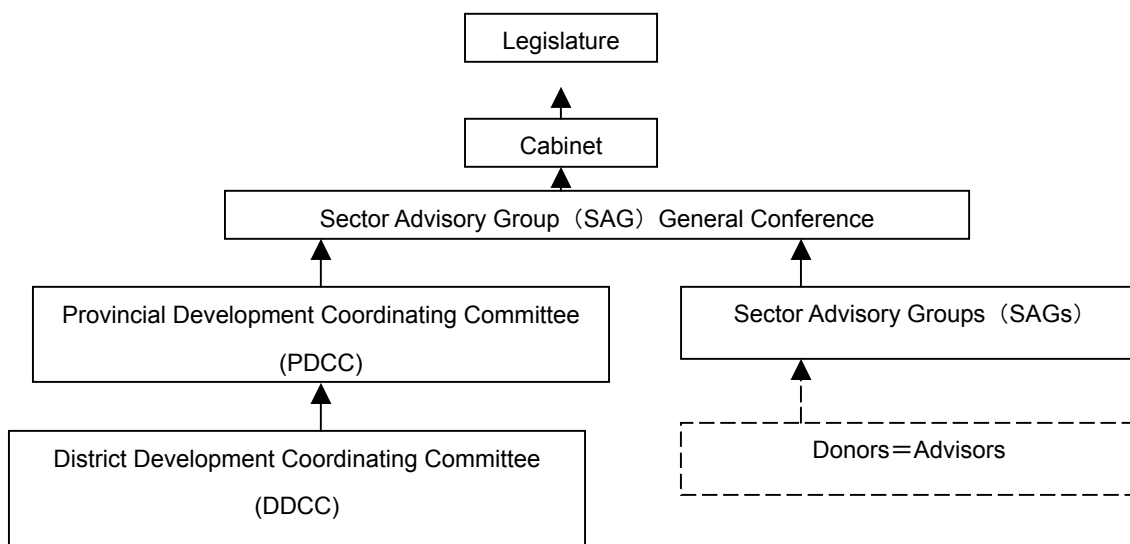 Legislature
Cabinet
Sector Advisory Group（SAG）General Conference
Provincial Development Coordinating Committee
(PDCC)
Sector Advisory Groups（SAGs）
District Development Coordinating Committee
(DDCC)
Donors＝Advisors